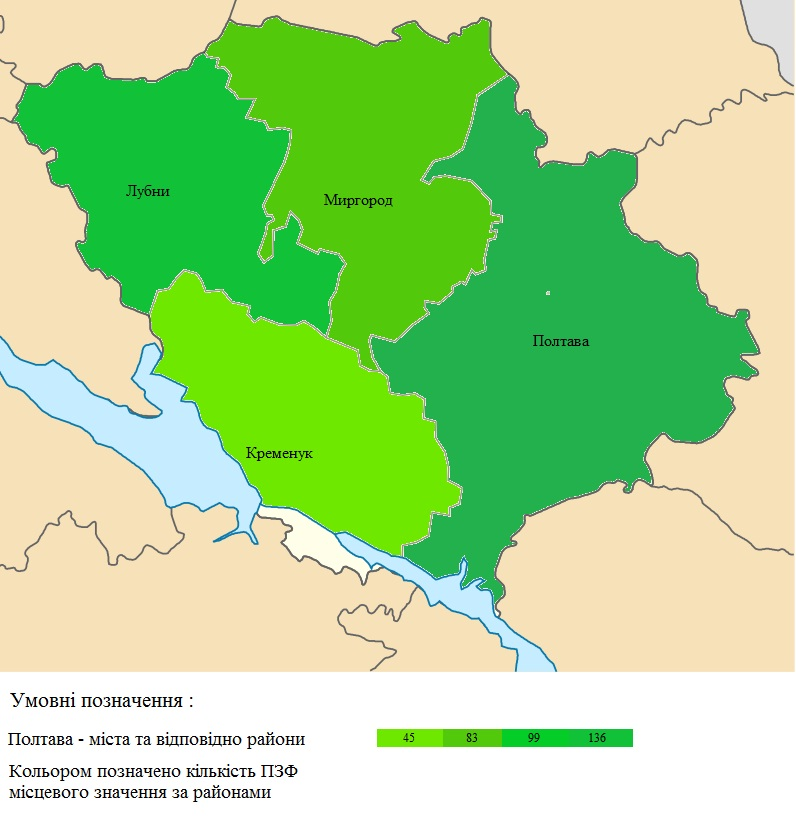 Лубни
Миргород
Полтава
Кременук
Умовні позначення :
Полтава - міста та відповідно райони
45 83 99 136
Кольором позначено кількість ПЗФ
місцевого значення за районами